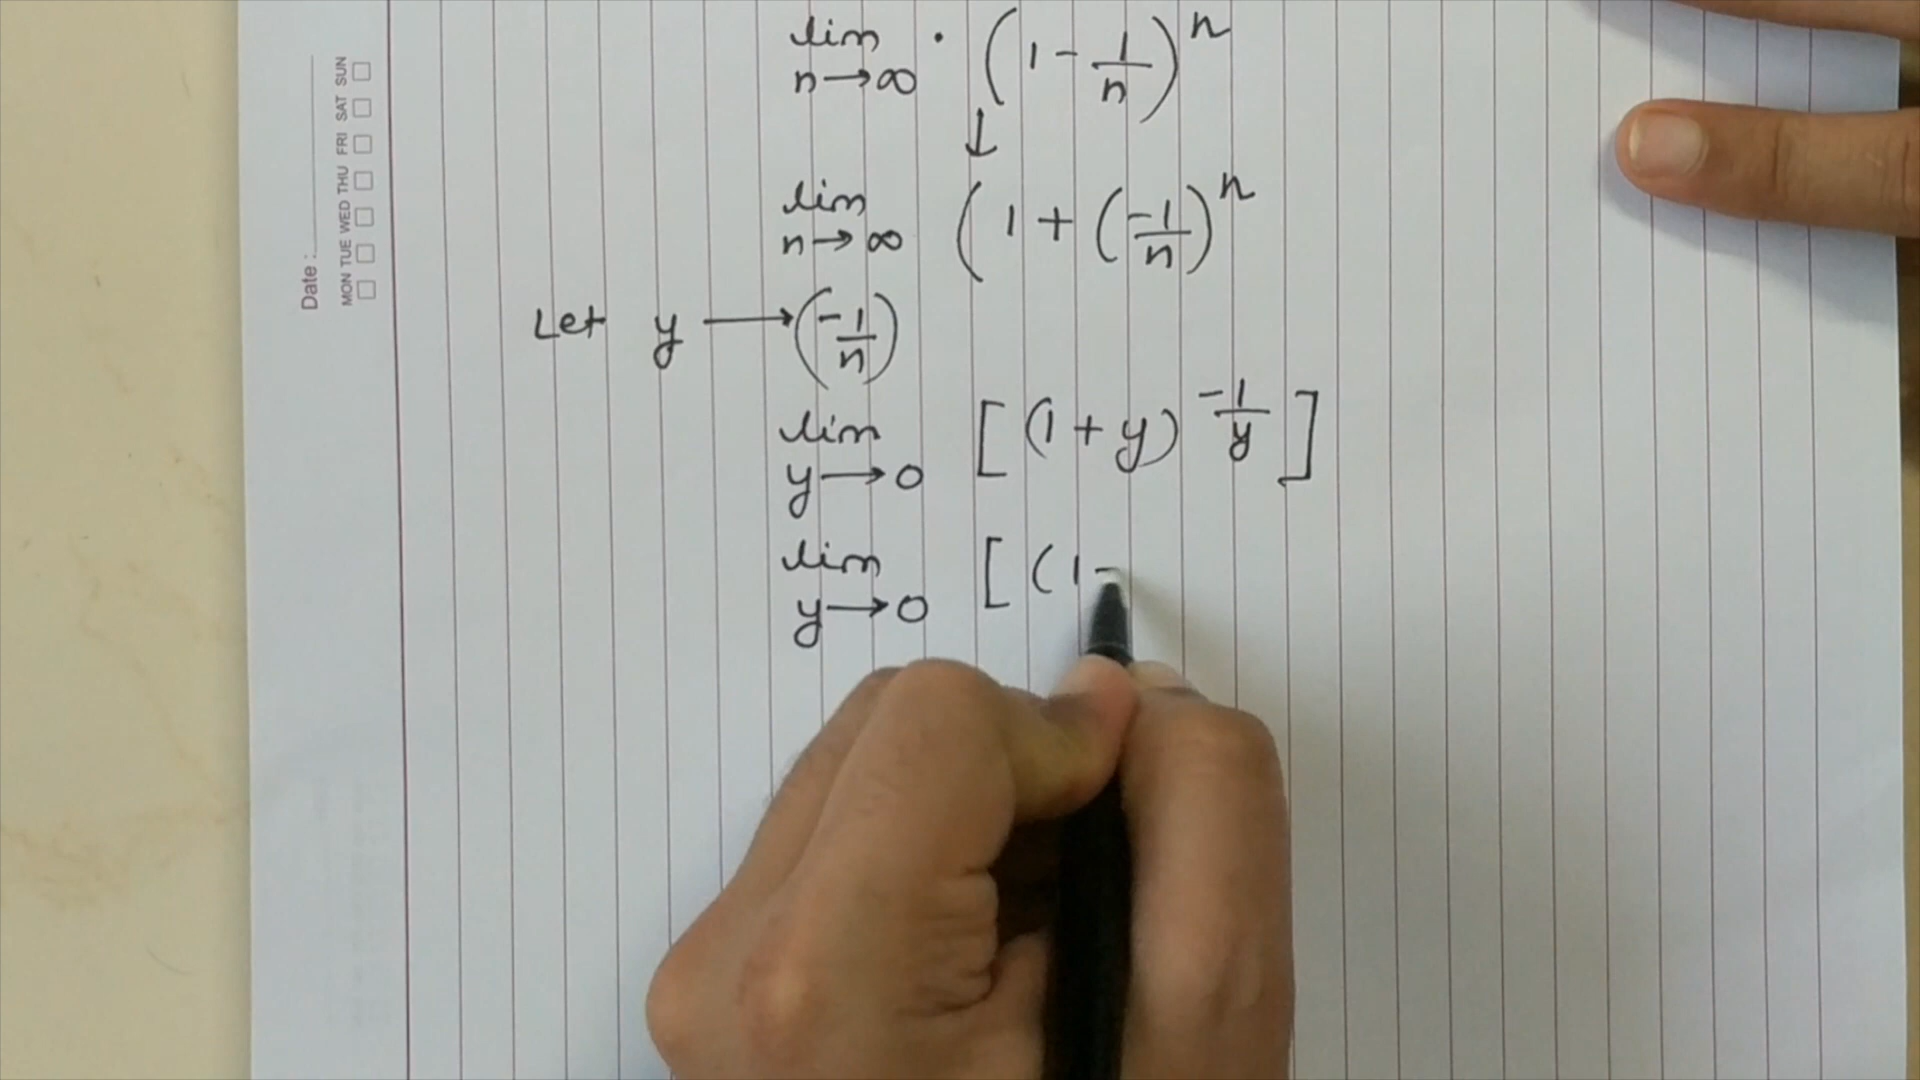 lim n→∞ · (1 - 1/n)^n
↓
lim n→∞ (1 + (-1/n)^n
Let y → (-1/n)
lim y→0 [(1 + y)^-1/y]
lim y→0 [(1 -
Date :
MON TUE WED THU FRI SAT SUN